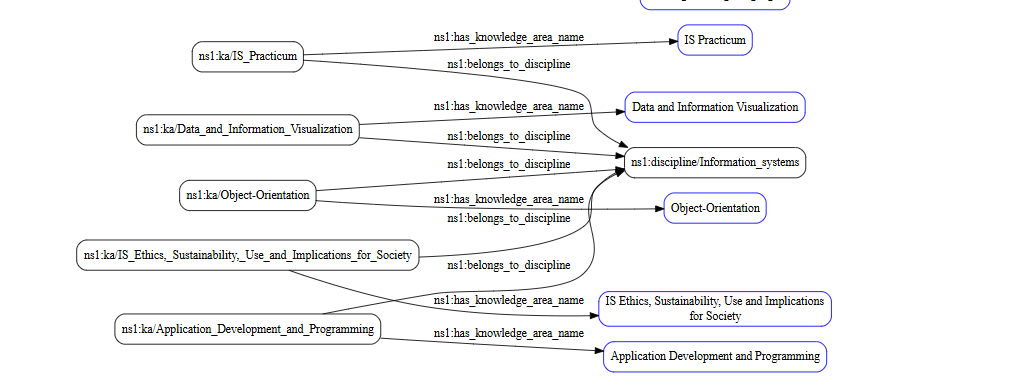 ns1:has_knowledge_area_name
IS Practicum
ns1:ka/IS_Practicum
ns1:belongs_to_discipline
ns1:has_knowledge_area_name
Data and Information Visualization
ns1:ka/Data_and_Information_Visualization
ns1:belongs_to_discipline
ns1:discipline/Information_systems
ns1:belongs_to_discipline
ns1:ka/Object-Orientation
ns1:has_knowledge_area_name
Object-Orientation
ns1:belongs_to_discipline
ns1:ka/IS_Ethics,_Sustainability,_Use_and_Implications_for_Society
ns1:belongs_to_discipline
ns1:has_knowledge_area_name
IS Ethics, Sustainability, Use and Implications
for Society
ns1:ka/Application_Development_and_Programming
ns1:has_knowledge_area_name
Application Development and Programming